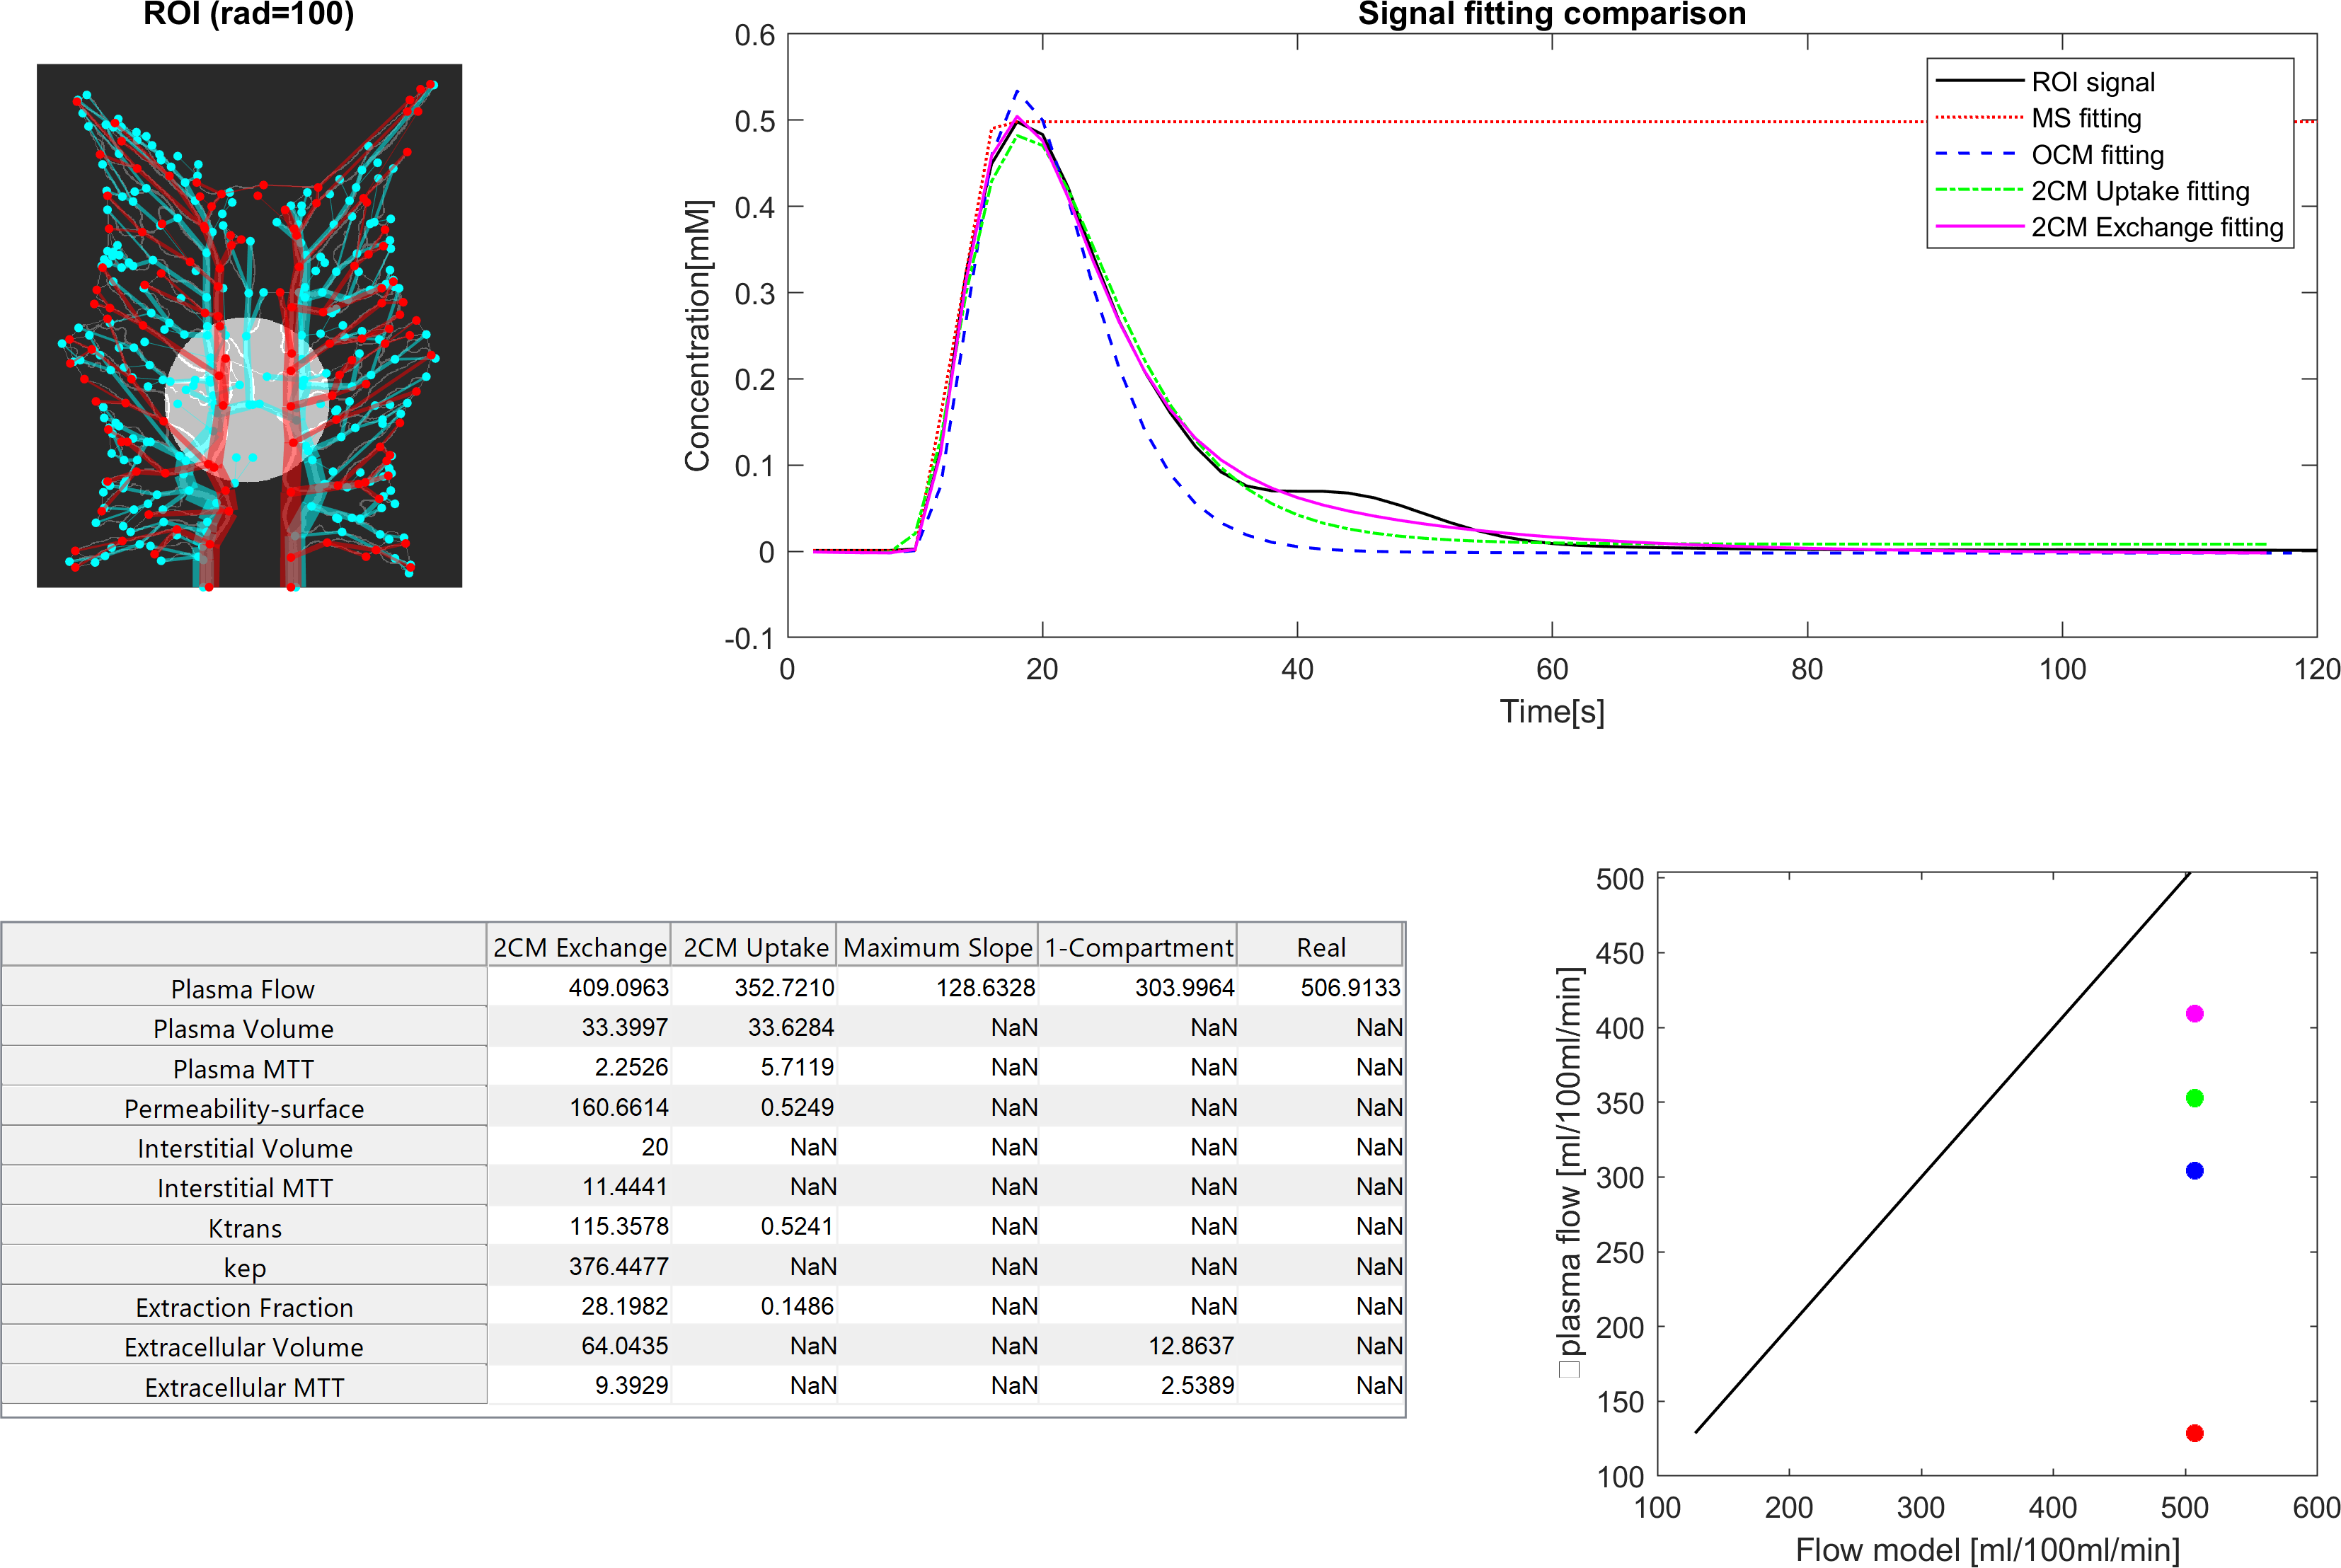 ROI (rad=100)
Signal fitting comparison
0.6
0.5
0.4
0.3
0.2
0.1
0
-0.1
Concentration[mM]
0 20 40 60 80 100 120
Time[s]
ROI signal
MS fitting
OCM fitting
2CM Uptake fitting
2CM Exchange fitting
2CM Exchange 2CM Uptake Maximum Slope 1-Compartment Real
Plasma Flow 409.0963 352.7210 128.6328 303.9964 506.9133
Plasma Volume 33.3997 33.6284 NaN NaN NaN
Plasma MTT 2.2526 5.7119 NaN NaN NaN
Permeability-surface 160.6614 0.5249 NaN NaN NaN
Interstitial Volume 20 NaN NaN NaN NaN
Interstitial MTT 11.4441 NaN NaN NaN NaN
Ktrans 115.3578 0.5241 NaN NaN NaN
kep 376.4477 NaN NaN NaN NaN
Extraction Fraction 28.1982 0.1486 NaN NaN NaN
Extracellular Volume 64.0435 NaN NaN 12.8637 NaN
Extracellular MTT 9.3929 NaN NaN 2.5389 NaN
500
450
400
350
300
250
200
150
100
□plasma flow [ml/100ml/min]
100 200 300 400 500 600
Flow model [ml/100ml/min]